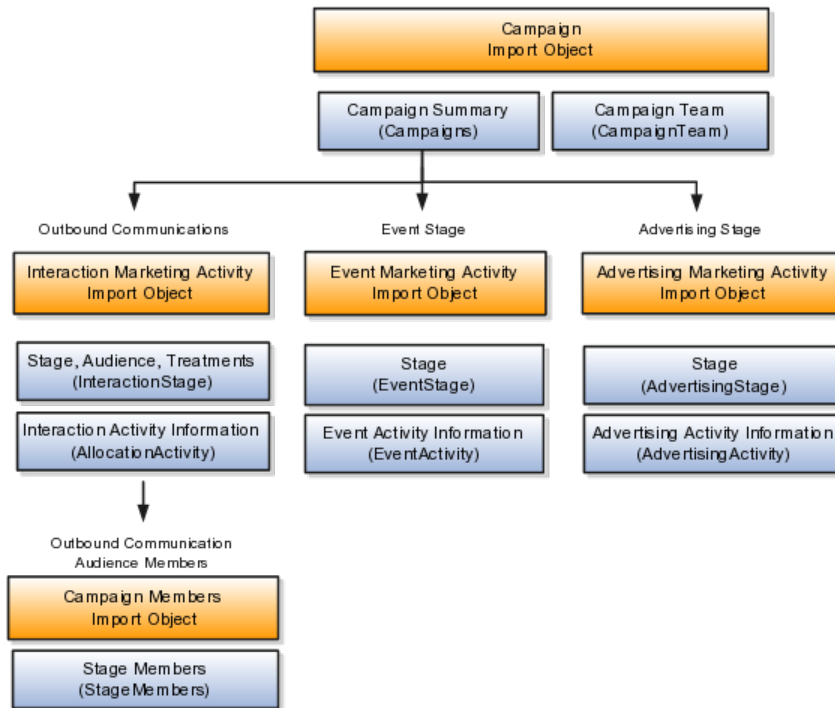 Campaign
Import Object
Campaign Summary
(Campaigns)
Campaign Team
(CampaignTeam)
Outbound Communications
Event Stage
Advertising Stage
Interaction Marketing Activity
Import Object
Event Marketing Activity
Import Object
Advertising Marketing Activity
Import Object
Stage, Audience, Treatments
(InteractionStage)
Stage
(EventStage)
Stage
(AdvertisingStage)
Interaction Activity Information
(AllocationActivity)
Event Activity Information
(EventActivity)
Advertising Activity Information
(AdvertisingActivity)
Outbound Communication
Audience Members
Campaign Members
Import Object
Stage Members
(StageMembers)